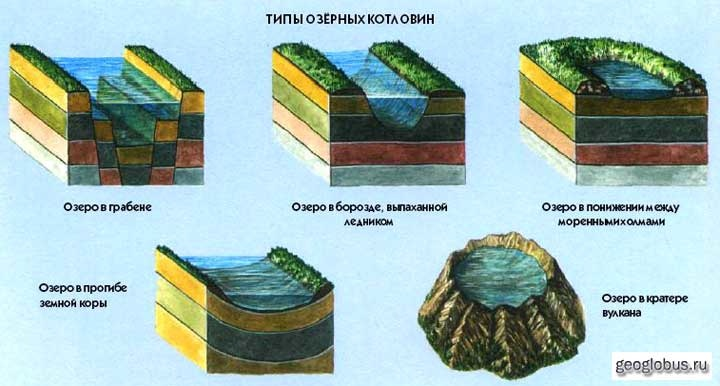 ТИПЫ ОЗЁРНЫХ КОТЛОВИН
Озеро в грабене
Озеро в борозде, выпаханной
ледником
Озеро в понижении между
моренными холмами
Озеро в прогибе
земной коры
Озеро в кратере
вулкана
geoglobus.ru